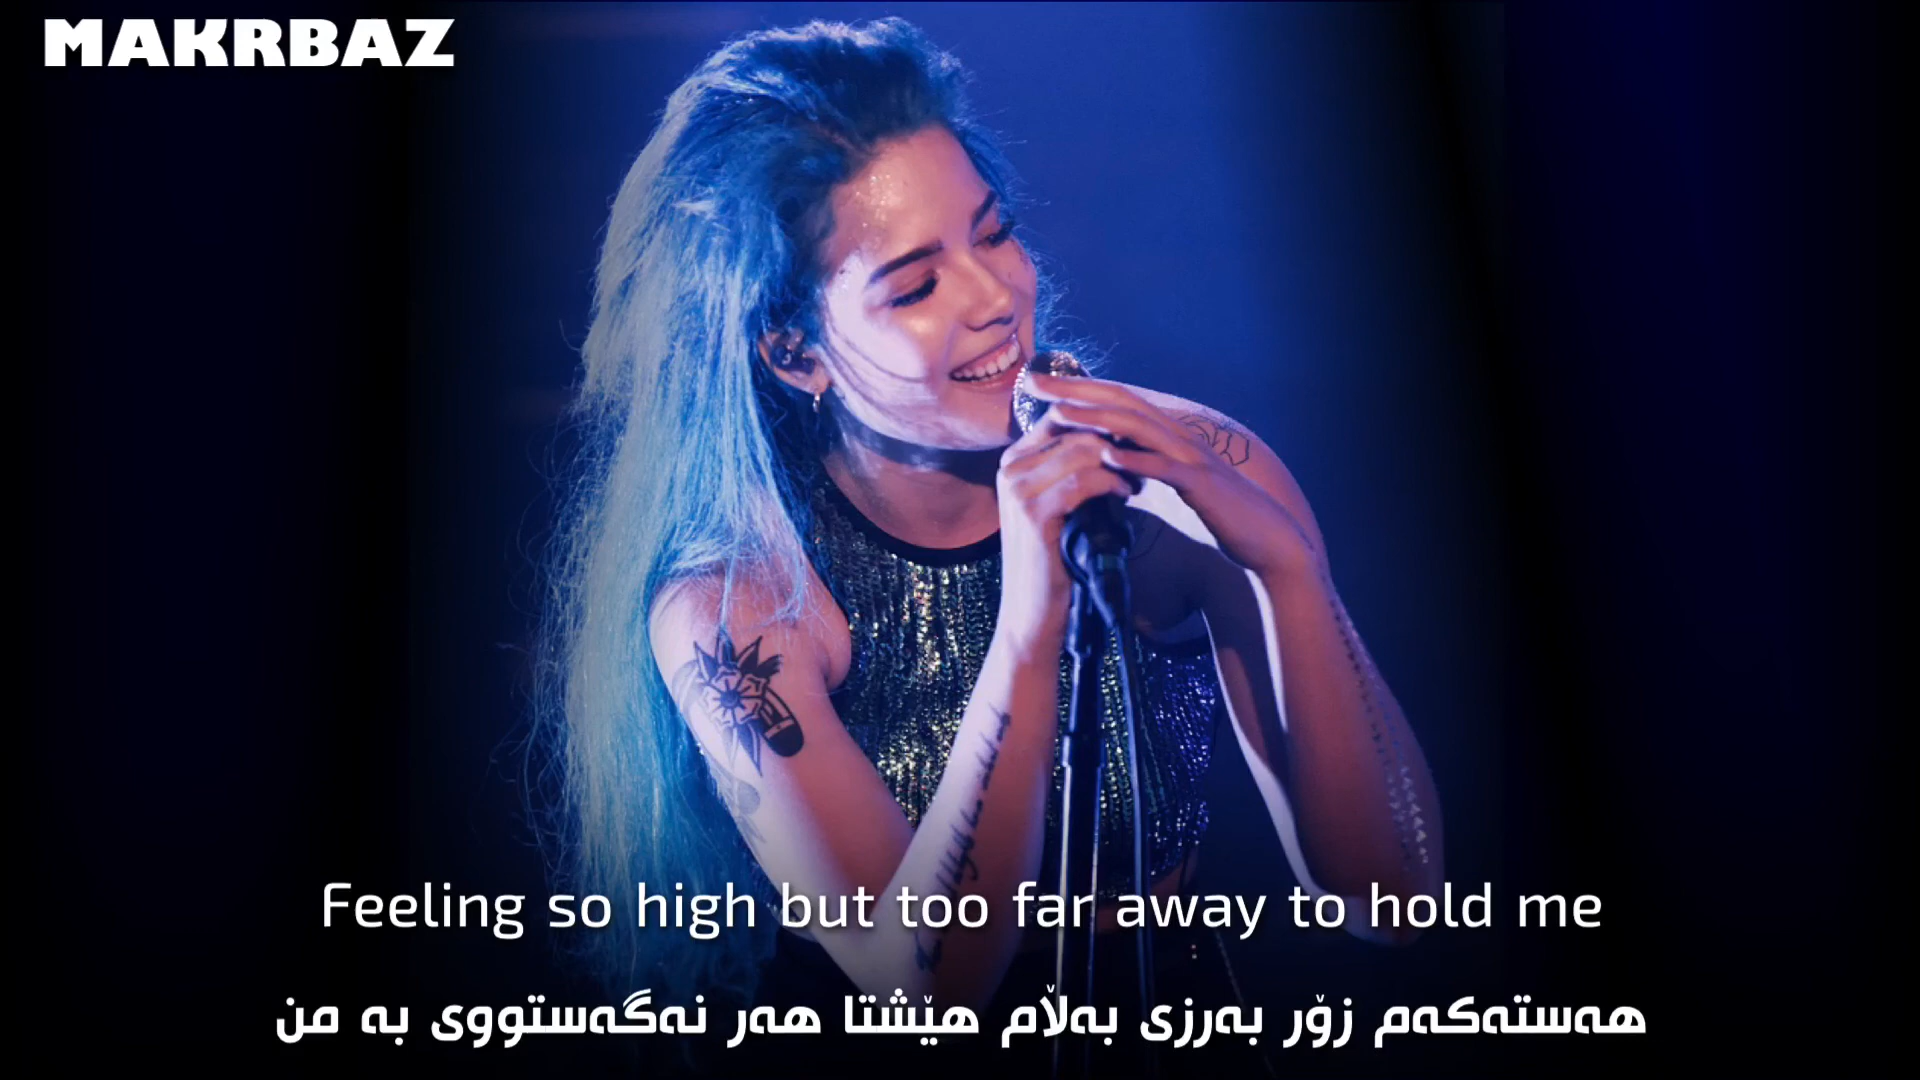 MAKRBAZ
Feeling so high but too far away to hold me
هەستەکەم زۆر بەرزی بەڵام هێشتا هەر نەگەستووی بە من